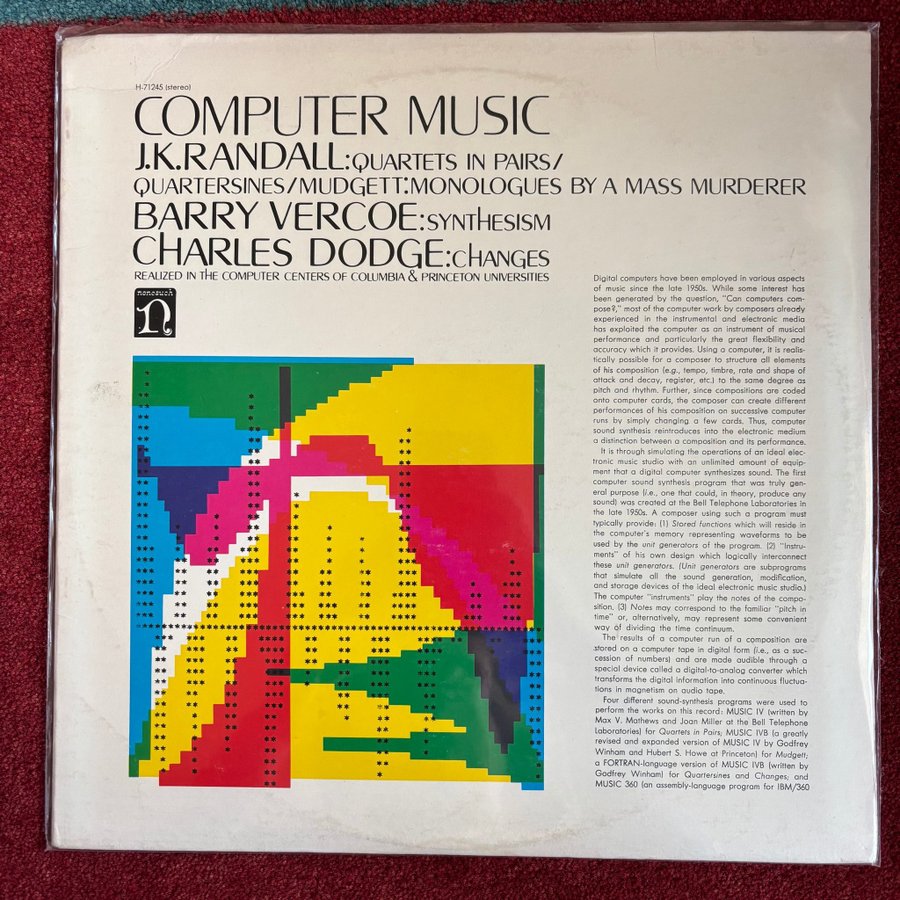 H-71245 (stereo)
COMPUTER MUSIC
J.K.RANDALL:QUARTETS IN PAIRS/
QUARTERSINES/MUDGETT:MONOLOGUES BY A MASS MURDERER
BARRY VERCOE:SYNTHESISM
CHARLES DODGE:CHANGES
REALIZED IN THE COMPUTER CENTERS OF COLUMBIA & PRINCETON UNIVERSITIES
nonesuch
n
Digital computers have been employed in various aspects
of music since the late 1950s. While some interest has
been generated by the question, "Can computers com-
pose?," most of the computer work by composers already
experienced in the instrumental and electronic media
has exploited the computer as an instrument of musical
performance and particularly the great flexibility and
accuracy which it provides. Using a computer, it is realis-
tically possible for a composer to structure all elements
of his composition (e.g., tempo, timbre, rate and shape of
attack and decay, register, etc.) to the same degree as
pitch and rhythm. Further, since compositions are coded
onto computer cards, the composer can create different
performances of his composition on successive computer
runs by simply changing a few cards. Thus, computer
sound synthesis reintroduces into the electronic medium
a distinction between a composition and its performance.
It is through simulating the operations of an ideal elec-
tronic music studio with an unlimited amount of equip-
ment that a digital computer synthesizes sound. The first
computer sound synthesis program that was truly gen-
eral purpose (i.e., one that could, in theory, produce any
sound) was created at the Bell Telephone Laboratories in
the late 1950s. A composer using such a program must
typically provide: (1) Stored functions which will reside in
the computer's memory representing waveforms to be
used by the unit generators of the program. (2) "Instru-
ments" of his own design which logically interconnect
these unit generators. (Unit generators are subprograms
that simulate all the sound generation, modification,
and storage devices of the ideal electronic music studio.)
The computer "instruments" play the notes of the compo-
sition. (3) Notes may correspond to the familiar "pitch in
time" or, alternatively, may represent some convenient
way of dividing the time continuum.
The results of a computer run of a composition are
stored on a computer tape in digital form (i.e., as a suc-
cession of numbers) and are made audible through a
special device called a digital-to-analog converter which
transforms the digital information into continuous fluctua-
tions in magnetism on audio tape.
Four different sound-synthesis programs were used to
perform the works on this record: MUSIC IV (written by
Max V. Mathews and Joan Miller at the Bell Telephone
Laboratories) for Quarters in Pairs; MUSIC IVB (a greatly
revised and expanded version of MUSIC IV by Godfrey
Winham and Hubert S. Howe at Princeton) for Mudgett;
a FORTRAN-language version of MUSIC IVB (written by
Godfrey Winham) for Quartersines and Changes; and
MUSIC 360 (an assembly-language program for IBM/360